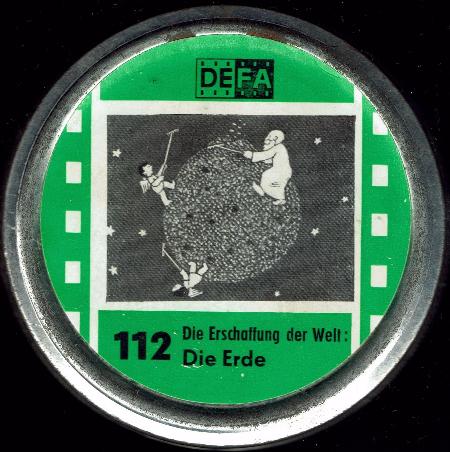 DEFA
112 Die Erschaffung der Welt:
Die Erde